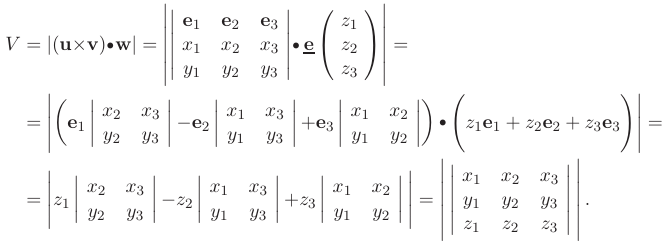 V = |(u×v)•w| = | | e₁ e₂ e₃ ; x₁ x₂ x₃ ; y₁ y₂ y₃ | • e ( z₁ ; z₂ ; z₃ ) | =
= | ( e₁ | x₂ x₃ ; y₂ y₃ | −e₂ | x₁ x₃ ; y₁ y₃ | +e₃ | x₁ x₂ ; y₁ y₂ | ) • ( z₁e₁ + z₂e₂ + z₃e₃ ) | =
= | z₁ | x₂ x₃ ; y₂ y₃ | −z₂ | x₁ x₃ ; y₁ y₃ | +z₃ | x₁ x₂ ; y₁ y₂ | | = | | x₁ x₂ x₃ ; y₁ y₂ y₃ ; z₁ z₂ z₃ | | .